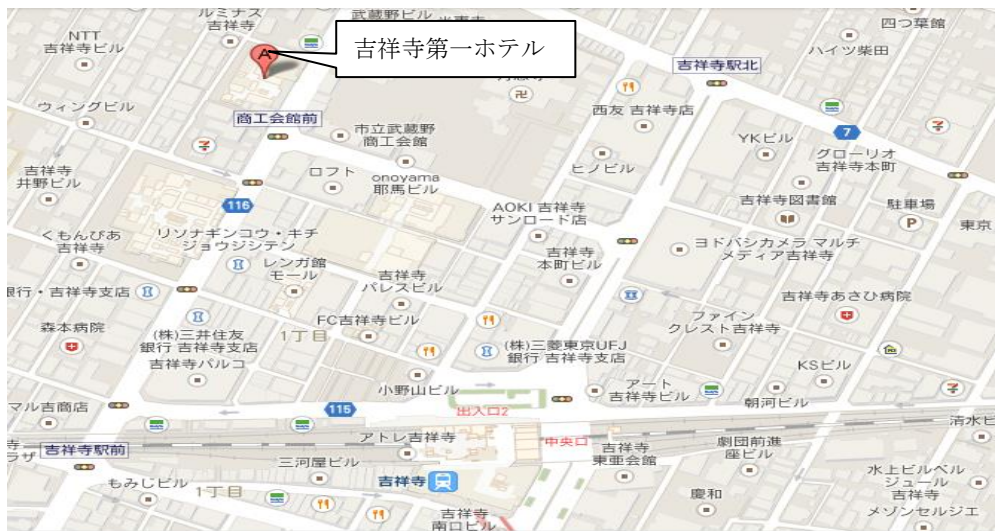 ルミナス
吉祥寺
武蔵野ビル
NTT
吉祥寺ビル
A
吉祥寺第一ホテル
四つ葉館
ハイツ柴田
吉祥寺駅北
卍
西友 吉祥寺店
ウィングビル
商工会館前
市立武蔵野
商工会館
7
YKビル
グローリオ
吉祥寺本町
ヒノビル
吉祥寺
井野ビル
ロフト
onoyama
耶馬ビル
吉祥寺図書館
駐車場
P
116
AOKI 吉祥寺
サンロード店
東京
くもんぴあ
吉祥寺
リソナギンコウ・キチ
ジョウジシテン
吉祥寺
本町ビル
ヨドバシカメラ マルチ
メディア吉祥寺
レンガ館
モール
吉祥寺
パレスビル
銀行・吉祥寺支店
吉祥寺あさひ病院
森本病院
(株)三井住友
銀行 吉祥寺支店
1丁目
FC吉祥寺ビル
ファイン
クレスト吉祥寺
(株)三菱東京UFJ
銀行 吉祥寺支店
吉祥寺パルコ
KSビル
小野山ビル
アート
吉祥寺ビル
朝河ビル
マル吉商店
115
出入口2
清水ビ
アトレ吉祥寺
中央口
吉祥寺
東亜会館
劇団前進
座ビル
ラザ
吉祥寺駅前
三河屋ビル
水上ビルベル
ジュール
吉祥寺
メゾンセルジエ
もみじビル
1丁目
吉祥寺
慶和
吉祥寺
南口ビル